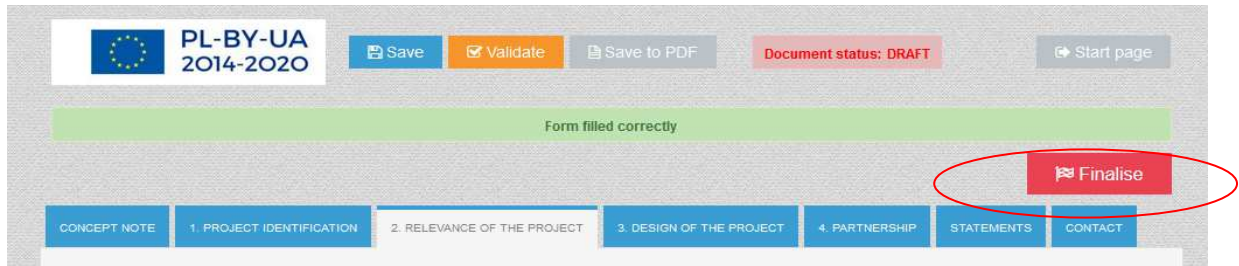 PL-BY-UA
2014-2020
Save
Validate
Save to PDF
Document status: DRAFT
Start page
Form filled correctly
Finalise
CONCEPT NOTE
1. PROJECT IDENTIFICATION
2. RELEVANCE OF THE PROJECT
3. DESIGN OF THE PROJECT
4. PARTNERSHIP
STATEMENTS
CONTACT